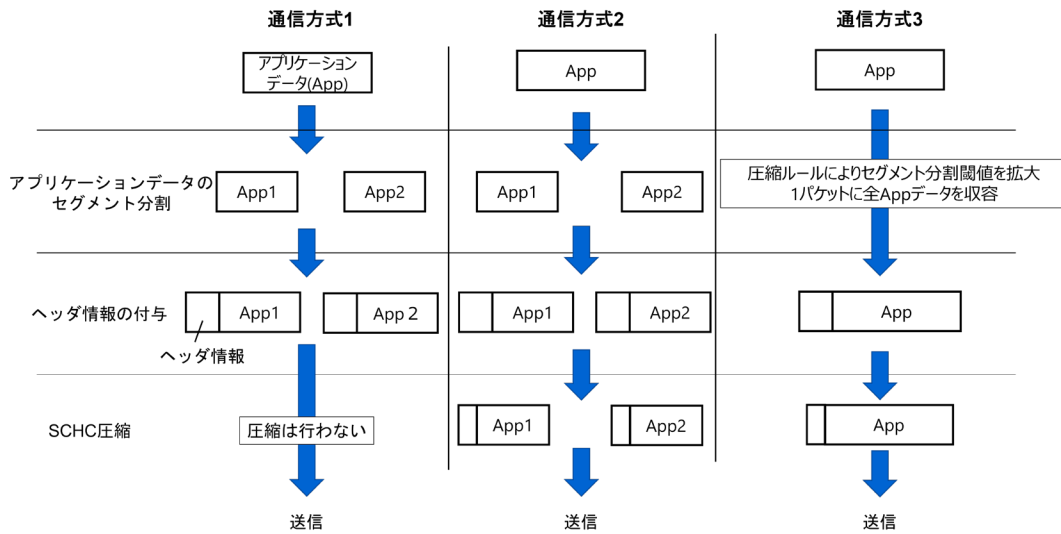 通信方式1
通信方式2
通信方式3
アプリケーション
データ(App)
App
App
アプリケーションデータの
セグメント分割
App1
App2
App1
App2
圧縮ルールによりセグメント分割閾値を拡大
1パケットに全Appデータを収容
ヘッダ情報の付与
App1
App 2
App1
App2
App
ヘッダ情報
SCHC圧縮
圧縮は行わない
App1
App2
App
送信
送信
送信